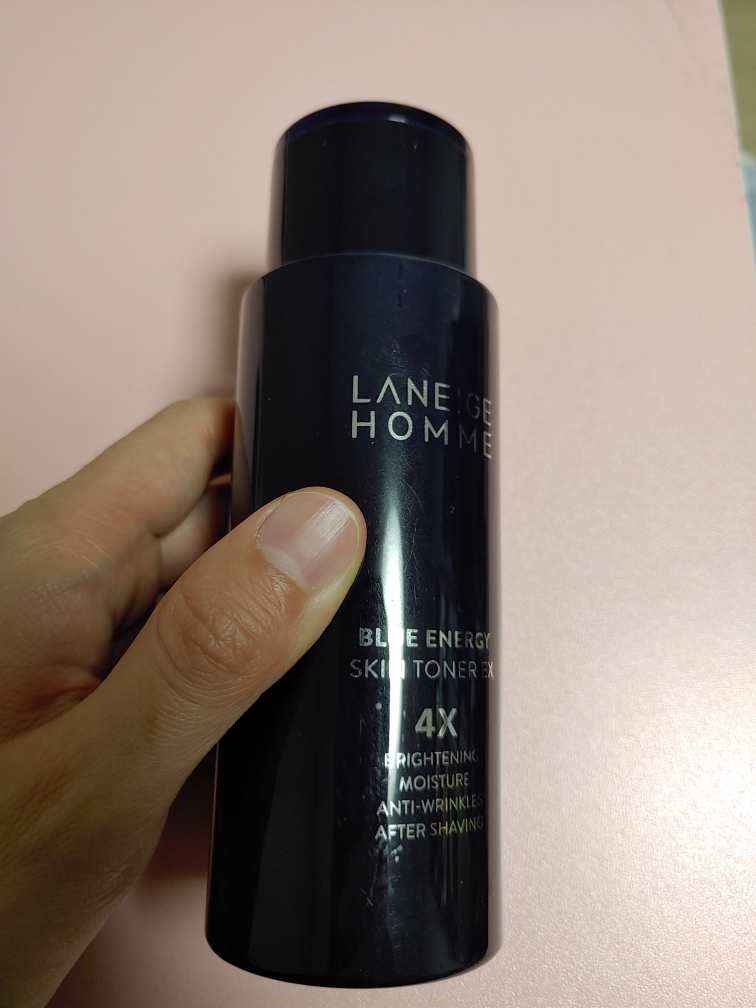 LANEIGE
HOMME
BLUE ENERGY
SKIN TONER EX
4X
BRIGHTENING
MOISTURE
ANTI-WRINKLES
AFTER SHAVING